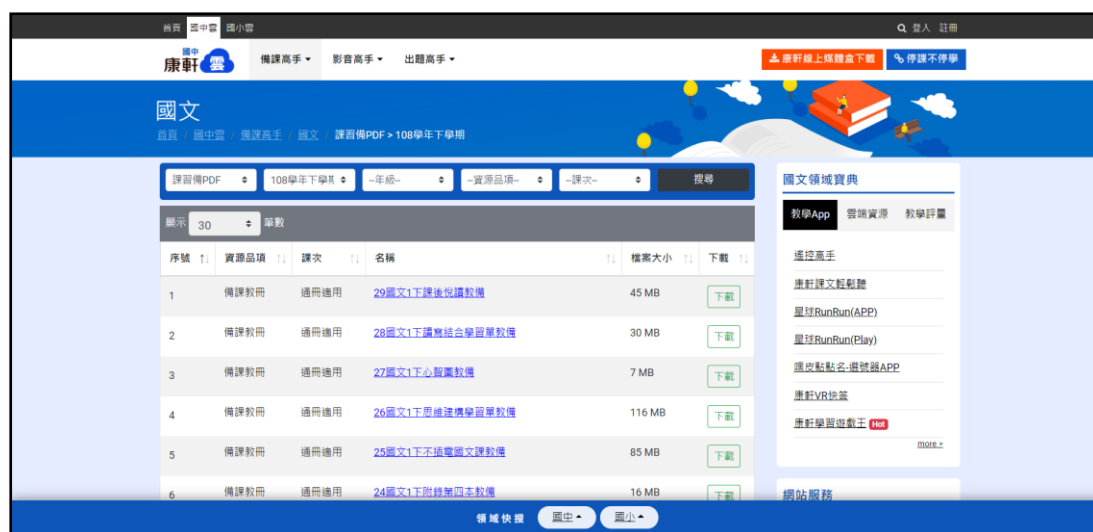 首頁 國中雲 國小雲 登入 註冊
國中
康軒雲 備課高手 影音高手 出題高手 康軒線上媒體盒下載 停課不停學
國文
首頁 / 國中雲 / 備課高手 / 國文 / 課習備PDF > 108學年下學期
課習備PDF 108學年下學期 –年級– –資源品項– –課次– 搜尋
顯示 30 筆數
序號 資源品項 課次 名稱 檔案大小 下載
1 備課教冊 通冊適用 29國文1下課後悅讀教備 45 MB 下載
2 備課教冊 通冊適用 28國文1下讀寫結合學習單教備 30 MB 下載
3 備課教冊 通冊適用 27國文1下心智圖教備 7 MB 下載
4 備課教冊 通冊適用 26國文1下思維建構學習單教備 116 MB 下載
5 備課教冊 通冊適用 25國文1下不插電國文課教備 85 MB 下載
6 備課教冊 通冊適用 24國文1下附錄第四本教備 16 MB 下載
國文領域寶典
教學App 雲端資源 教學評量
遙控高手
康軒課文輕鬆聽
星球RunRun(APP)
星球RunRun(Play)
嘿皮點點名-選號器APP
康軒VR快簽
康軒學習遊戲王 Hot
more >
網站服務
領域快搜 國中 國小